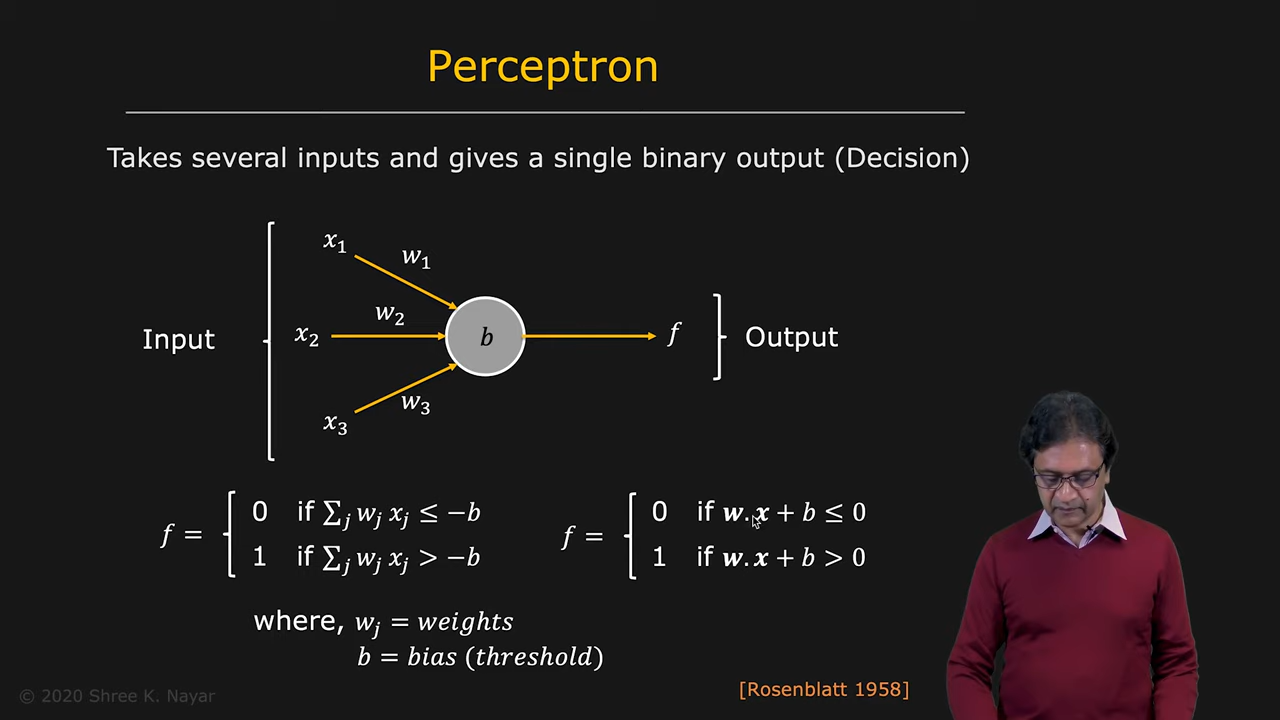 Perceptron
Takes several inputs and gives a single binary output (Decision)
x₁
w₁
w₂
x₂
Input
b
f
Output
w₃
x₃
f = { 0 if ∑ⱼ wⱼ xⱼ ≤ −b
1 if ∑ⱼ wⱼ xⱼ > −b
f = { 0 if w.x + b ≤ 0
1 if w.x + b > 0
where, wⱼ = weights
b = bias (threshold)
[Rosenblatt 1958]
© 2020 Shree K. Nayar